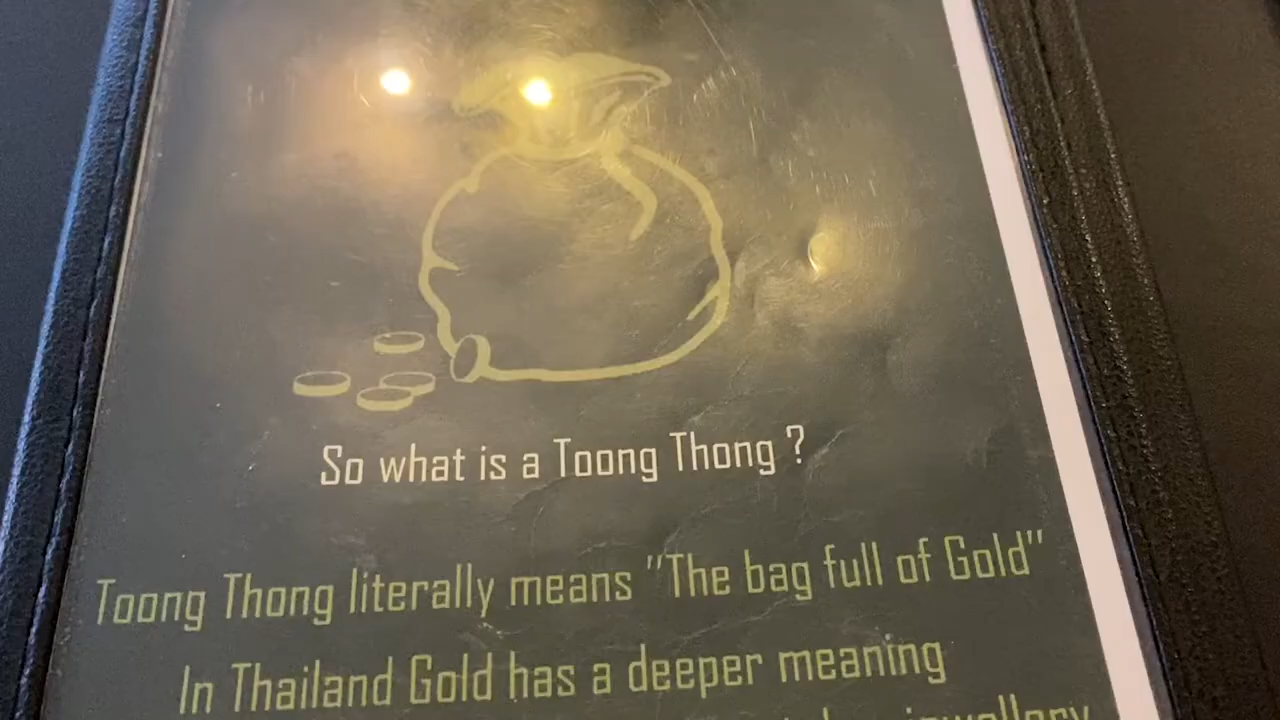 So what is a Toong Thong ?
Toong Thong literally means "The bag full of Gold"
In Thailand Gold has a deeper meaning
jewellery